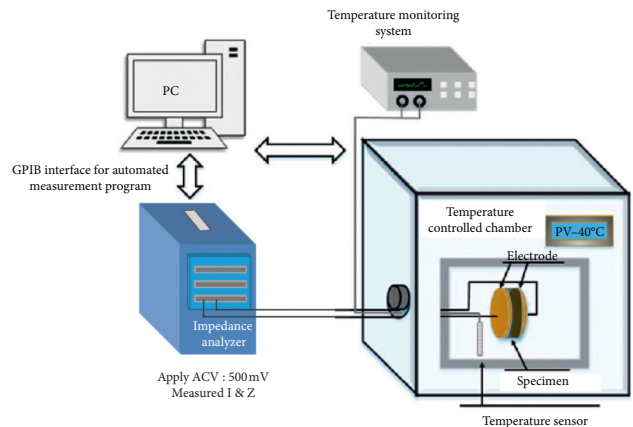 Temperature monitoring
system
PC
GPIB interface for automated
measurement program
Temperature
controlled chamber
PV–40°C
Electrode
Impedance
analyzer
Specimen
Apply ACV : 500 mV
Measured I & Z
Temperature sensor